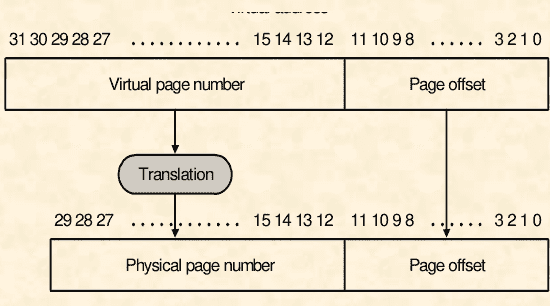 31 30 29 28 27 ............ 15 14 13 12 11 10 9 8 ...... 3 2 1 0
Virtual page number Page offset
Translation
29 28 27 ............ 15 14 13 12 11 10 9 8 ...... 3 2 1 0
Physical page number Page offset